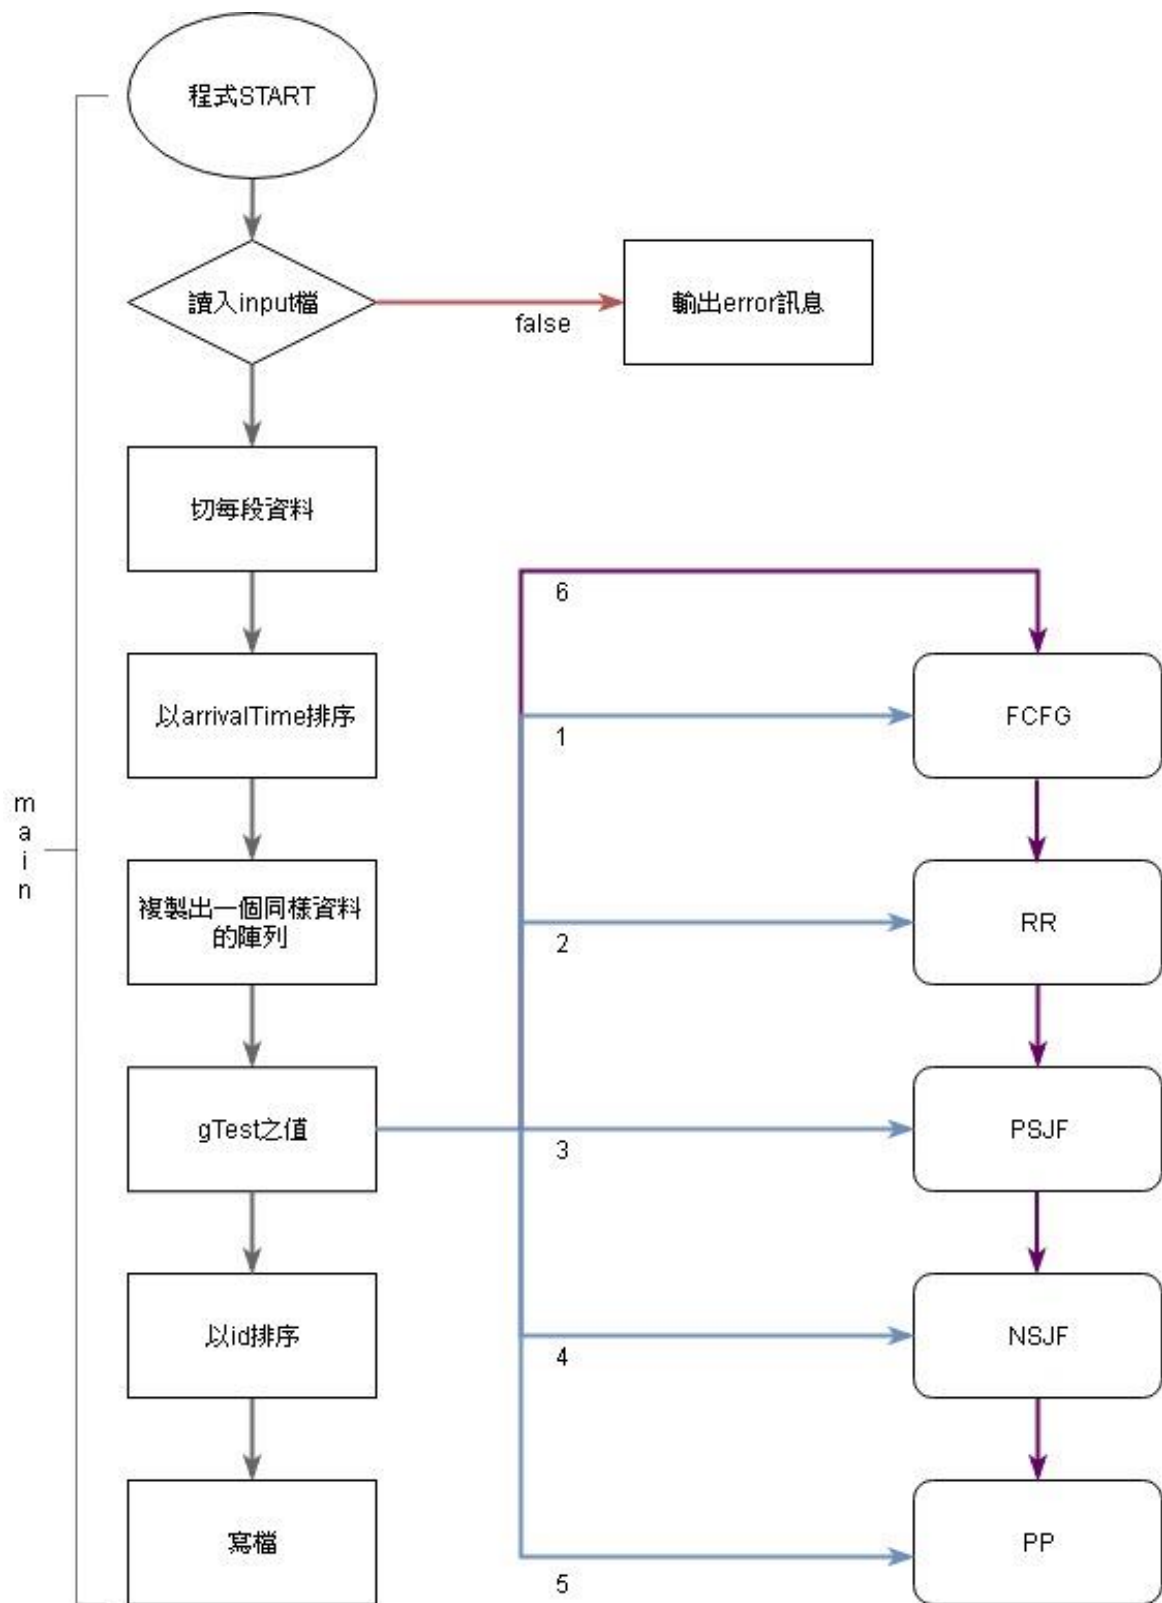 程式START
讀入input檔
false
輸出error訊息
切每段資料
6
以arrivalTime排序
1
FCFG
main
複製出一個同樣資料
的陣列
2
RR
gTest之值
3
PSJF
以id排序
4
NSJF
寫檔
5
PP